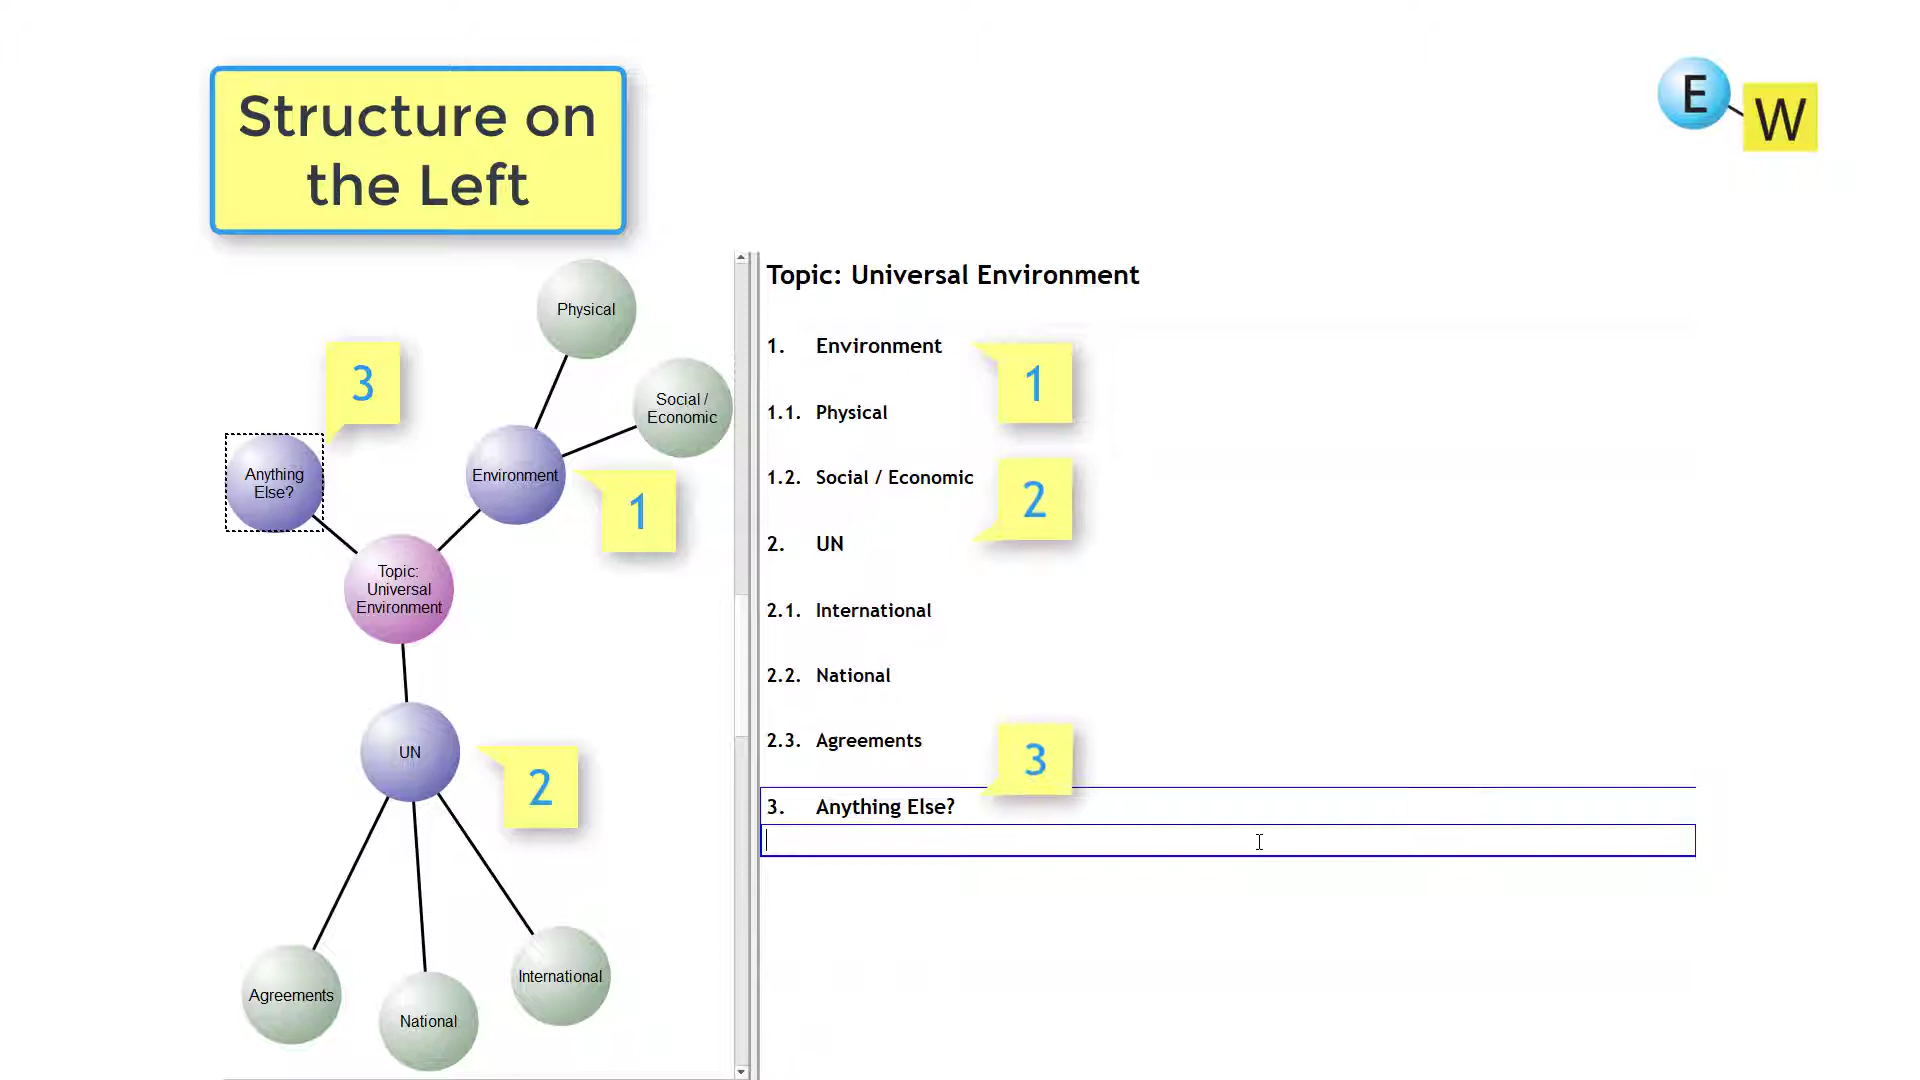 Structure on
the Left
E
W
Physical
Social /
Economic
3
Anything
Else?
Environment
1
Topic:
Universal
Environment
UN
2
Agreements
National
International
Topic: Universal Environment
1. Environment
1
1.1. Physical
1.2. Social / Economic
2
2. UN
2.1. International
2.2. National
2.3. Agreements
3
3. Anything Else?